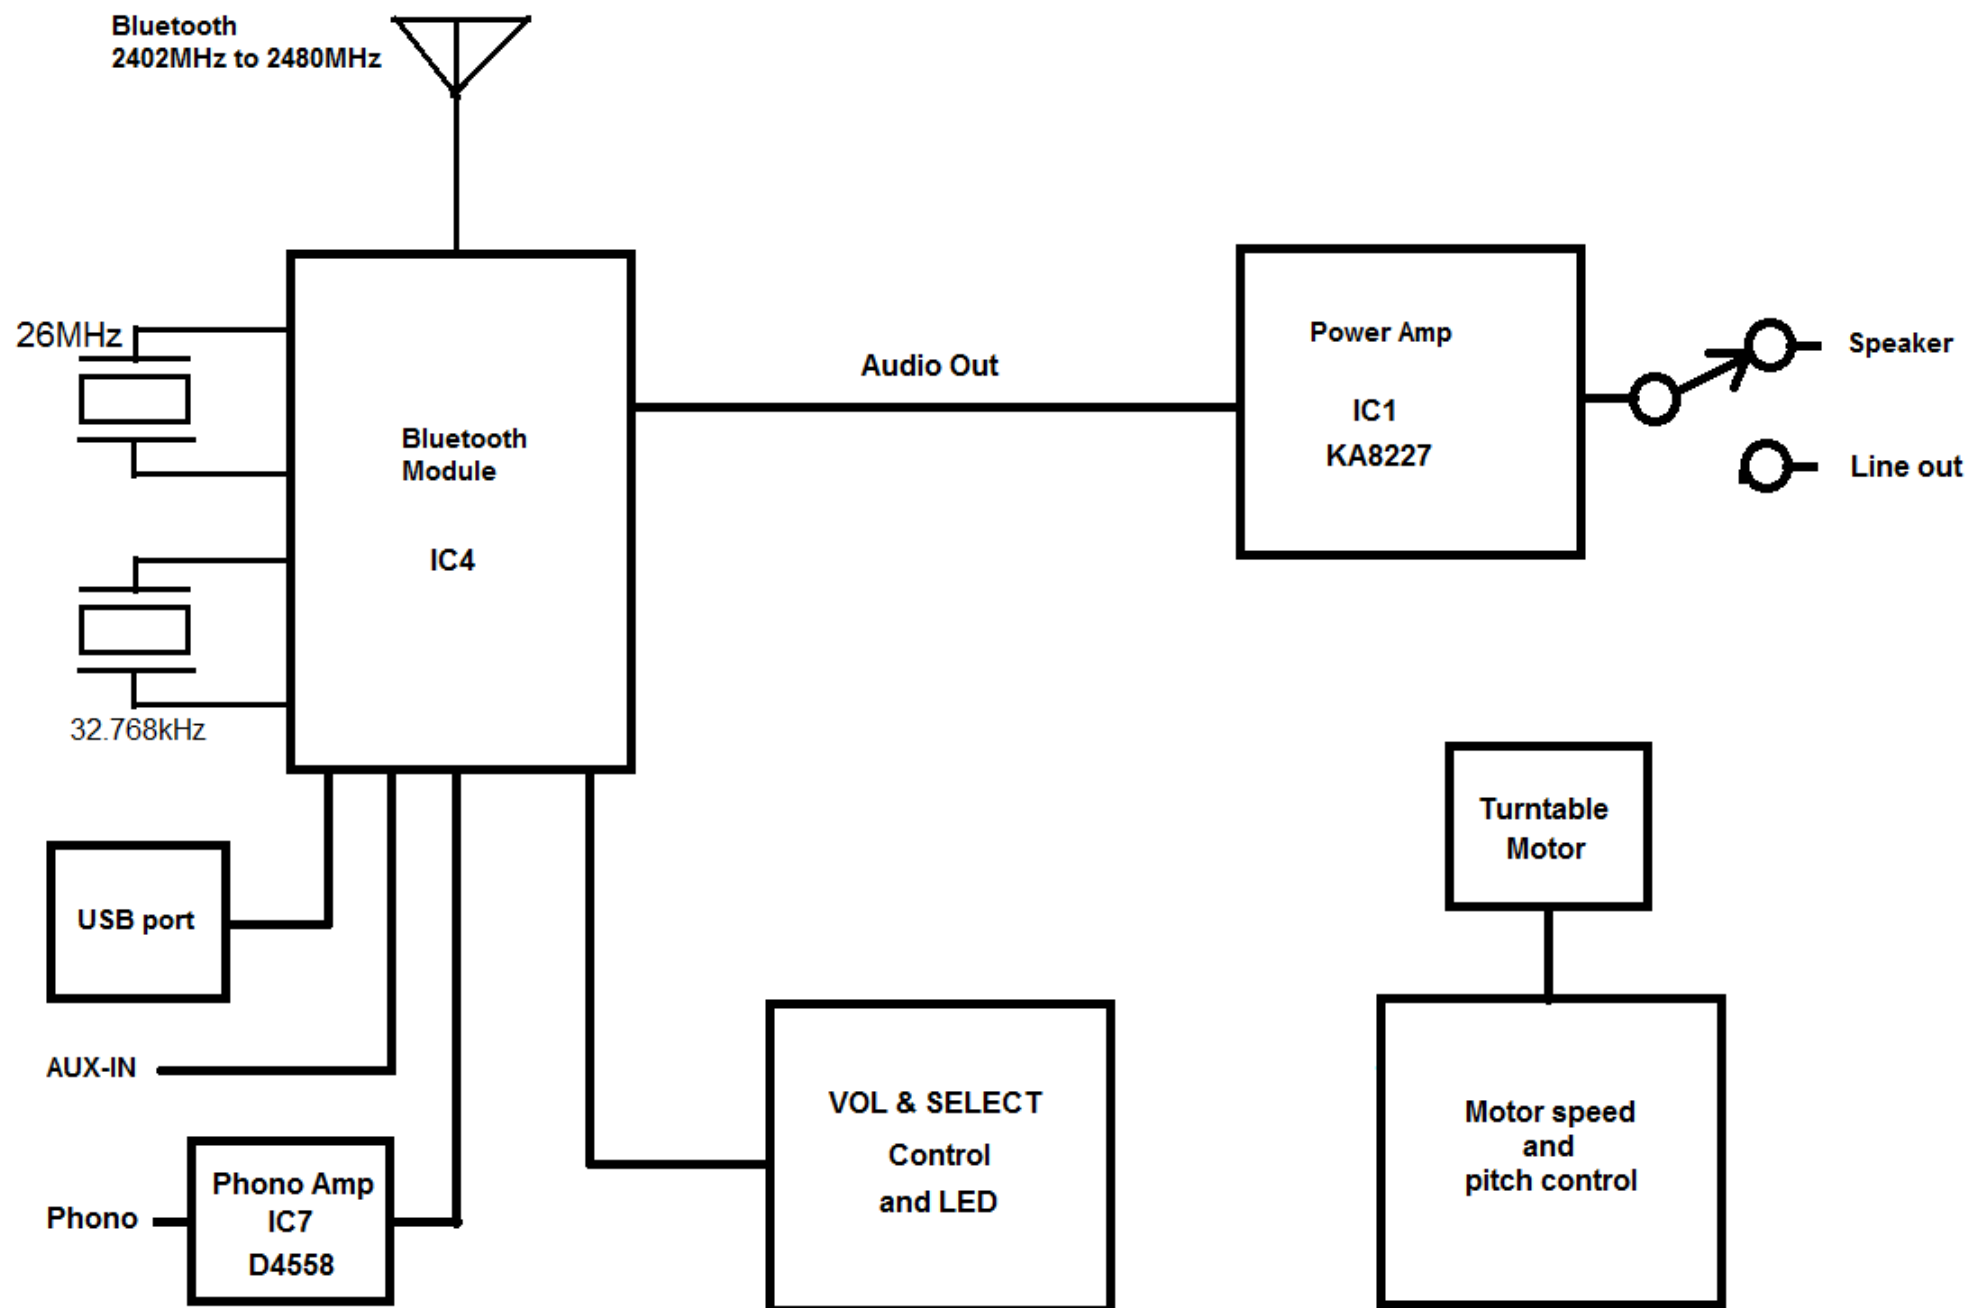 Bluetooth
2402MHz to 2480MHz
26MHz
Bluetooth
Module
IC4
32.768kHz
Audio Out
Power Amp
IC1
KA8227
Speaker
Line out
USB port
AUX-IN
Phono
Phono Amp
IC7
D4558
VOL & SELECT
Control
and LED
Turntable
Motor
Motor speed
and
pitch control